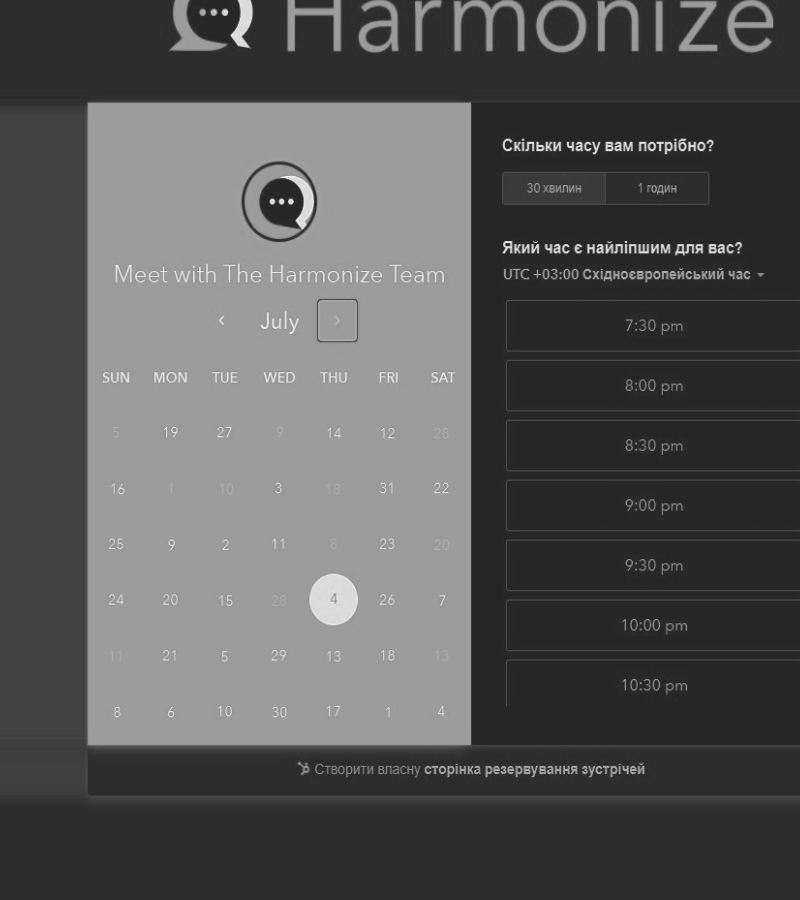 Harmonize
Meet with The Harmonize Team
July
SUN MON TUE WED THU FRI SAT
5 19 27 9 14 12 28
16 1 10 3 18 31 22
25 9 2 11 8 23 20
24 20 15 28 4 26 7
11 21 5 29 13 18 13
8 6 10 30 17 1 4
Скільки часу вам потрібно?
30 хвилин 1 годин
Який час є найліпшим для вас?
UTC +03:00 Східноєвропейський час
7:30 pm
8:00 pm
8:30 pm
9:00 pm
9:30 pm
10:00 pm
10:30 pm
Створити власну сторінка резервування зустрічей